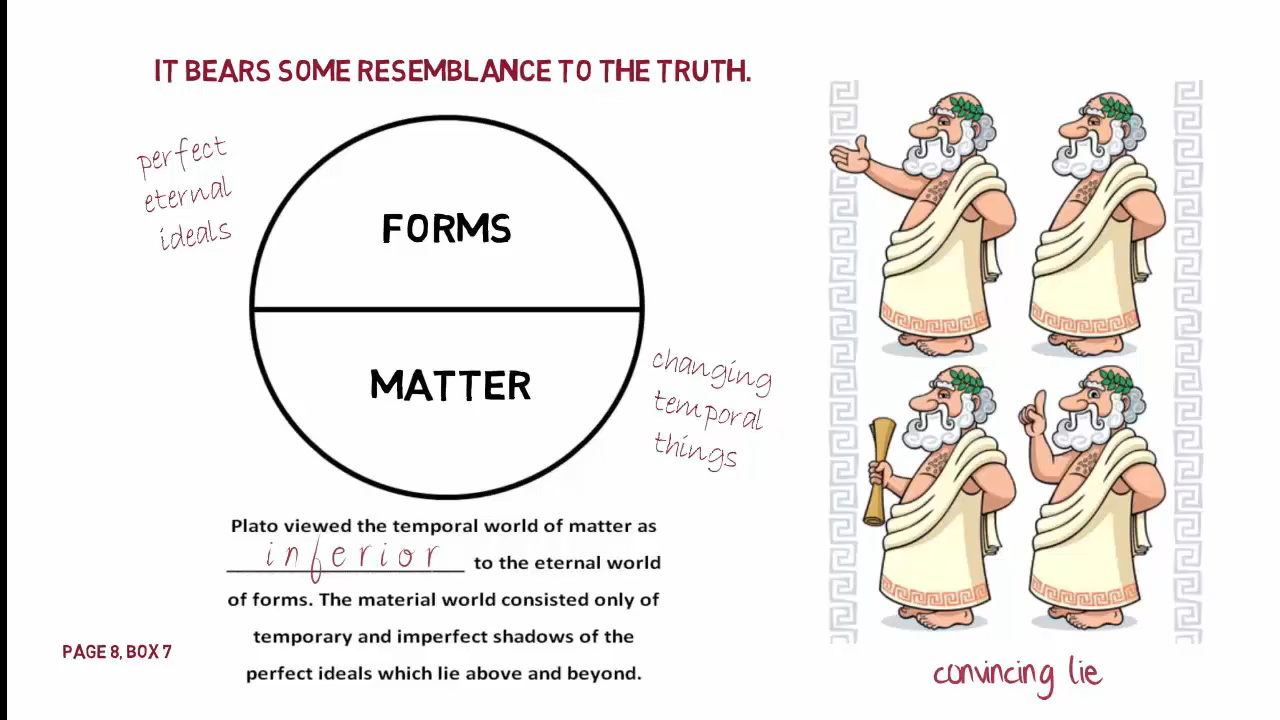 IT BEARS SOME RESEMBLANCE TO THE TRUTH.
perfect
eternal
ideals
FORMS
MATTER
changing
temporal
things
Plato viewed the temporal world of matter as
inferior to the eternal world
of forms. The material world consisted only of
temporary and imperfect shadows of the
perfect ideals which lie above and beyond.
PAGE 8, BOX 7
convincing lie